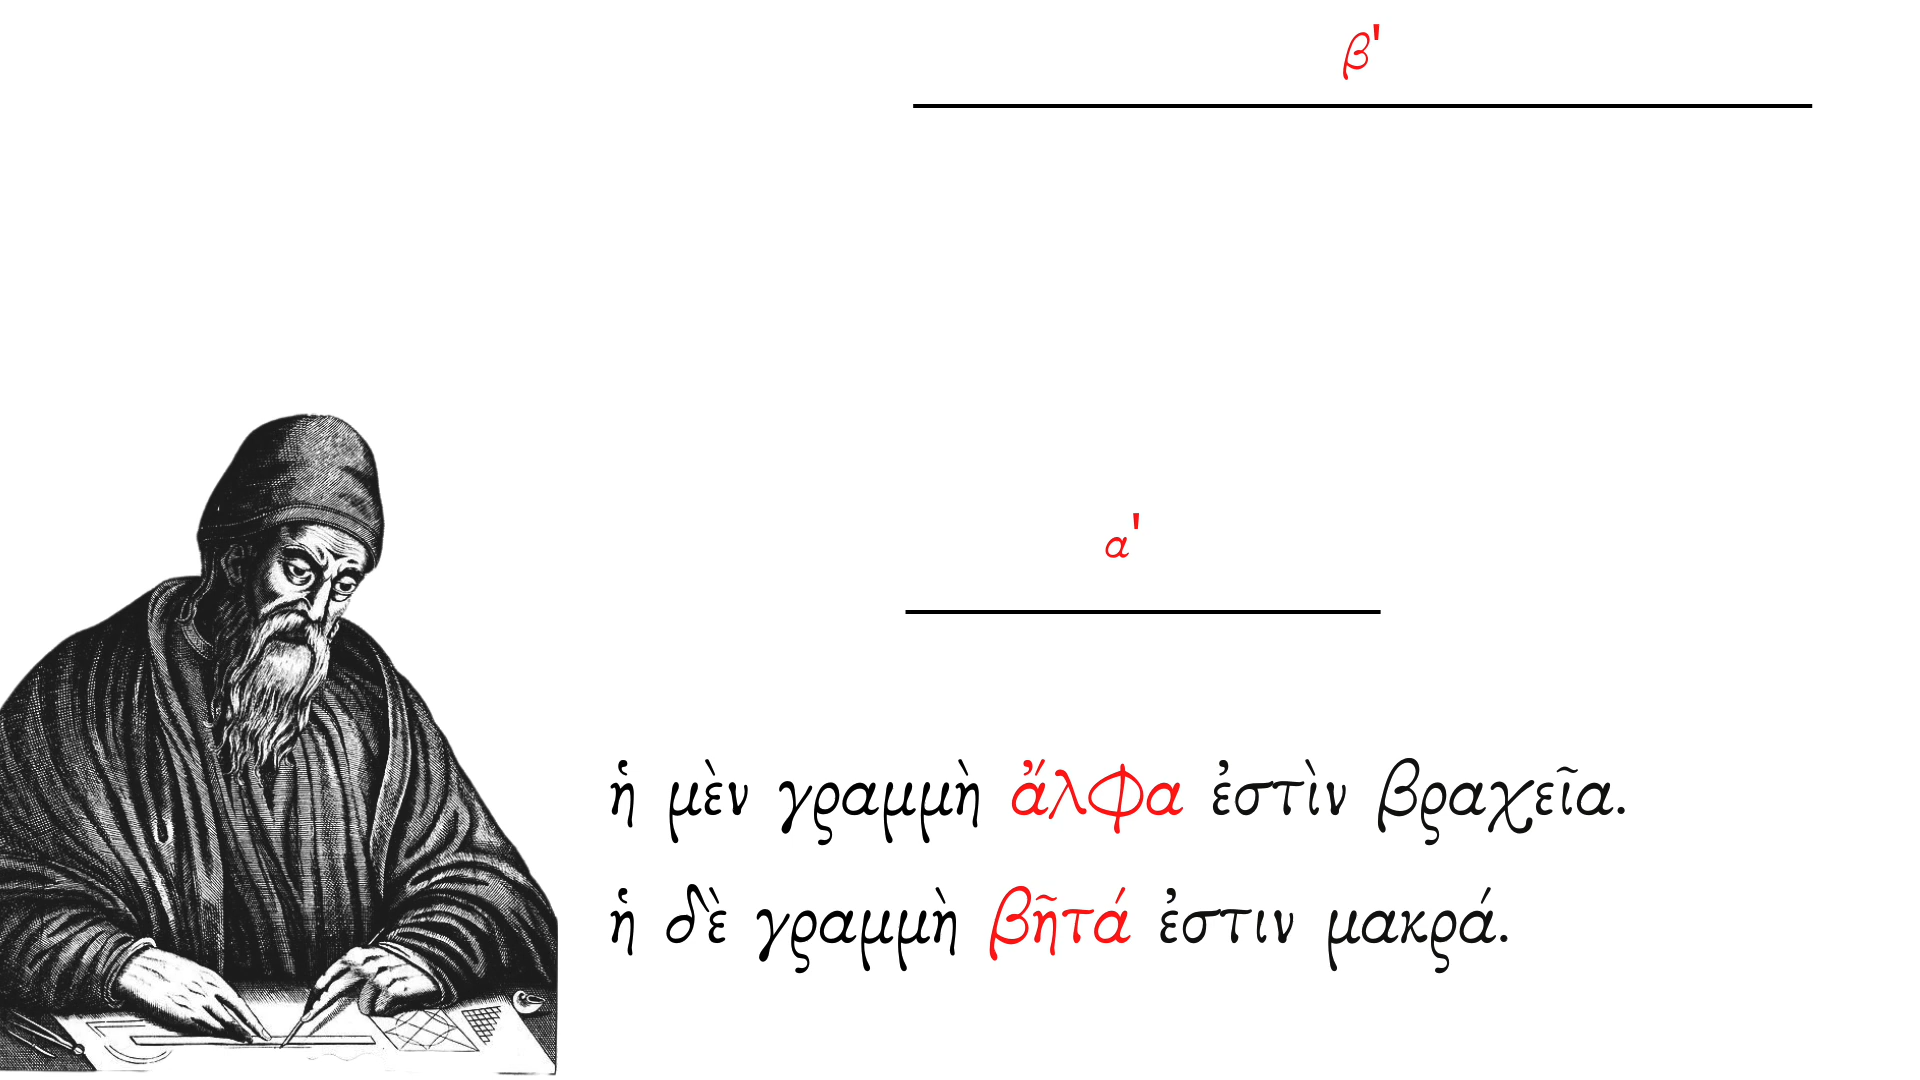 β'
α'
ἡ μὲν γραμμὴ ἄλφα ἐστὶν βραχεῖα.
ἡ δὲ γραμμὴ βῆτά ἐστιν μακρά.